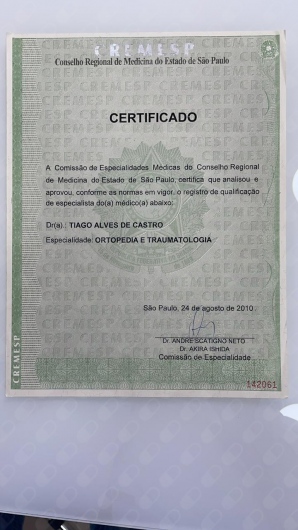 CREMESP
Conselho Regional de Medicina do Estado de São Paulo
CERTIFICADO
A Comissão de Especialidades Médicas do Conselho Regional
de Medicina do Estado de São Paulo, certifica que analisou e
aprovou, conforme as normas em vigor, o registro de qualificação
de especialista do(a) médico(a) abaixo:
Dr(a).: TIAGO ALVES DE CASTRO
Especialidade: ORTOPEDIA E TRAUMATOLOGIA
São Paulo, 24 de agosto de 2010.
Dr. ANDRE SCATIGNO NETO
Dr. AKIRA ISHIDA
Comissão de Especialidade
CREMESP
142061